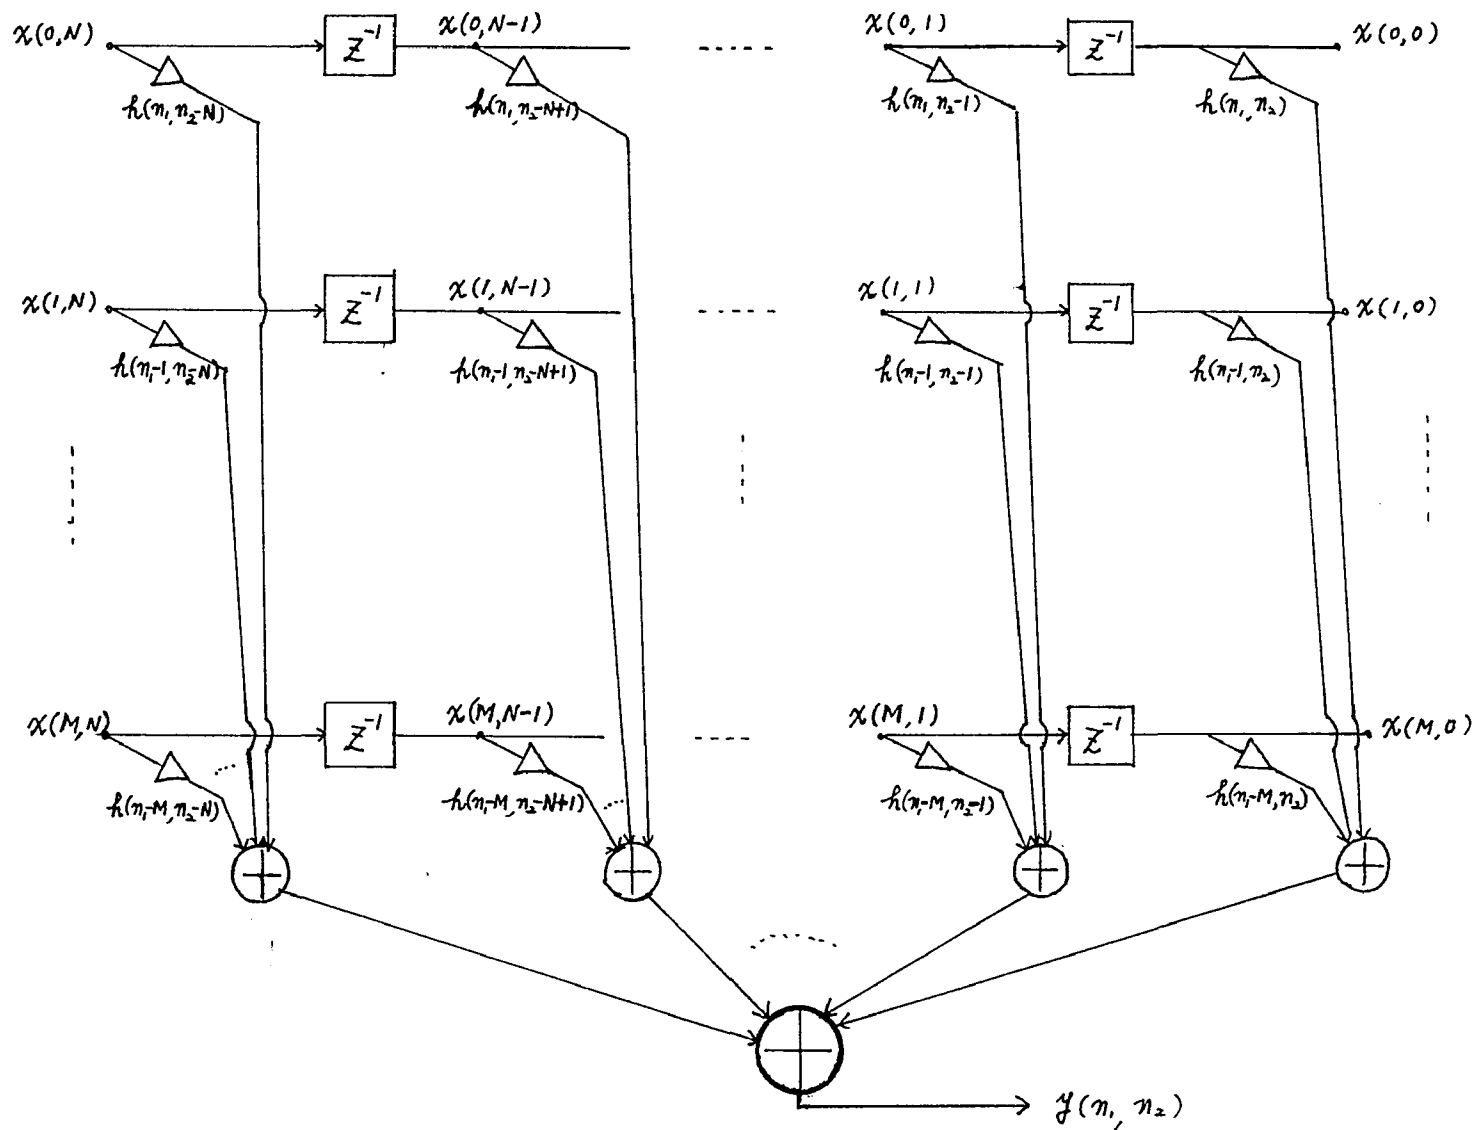 x(0,N) z⁻¹ x(0,N-1) x(0,1) z⁻¹ x(0,0)
h(n₁,n₂-N) h(n₁,n₂-N+1) h(n₁,n₂-1) h(n₁,n₂)
x(1,N) z⁻¹ x(1,N-1) x(1,1) z⁻¹ x(1,0)
h(n₁-1,n₂-N) h(n₁-1,n₂-N+1) h(n₁-1,n₂-1) h(n₁-1,n₂)
x(M,N) z⁻¹ x(M,N-1) x(M,1) z⁻¹ x(M,0)
h(n₁-M,n₂-N) h(n₁-M,n₂-N+1) h(n₁-M,n₂-1) h(n₁-M,n₂)
y(n₁,n₂)